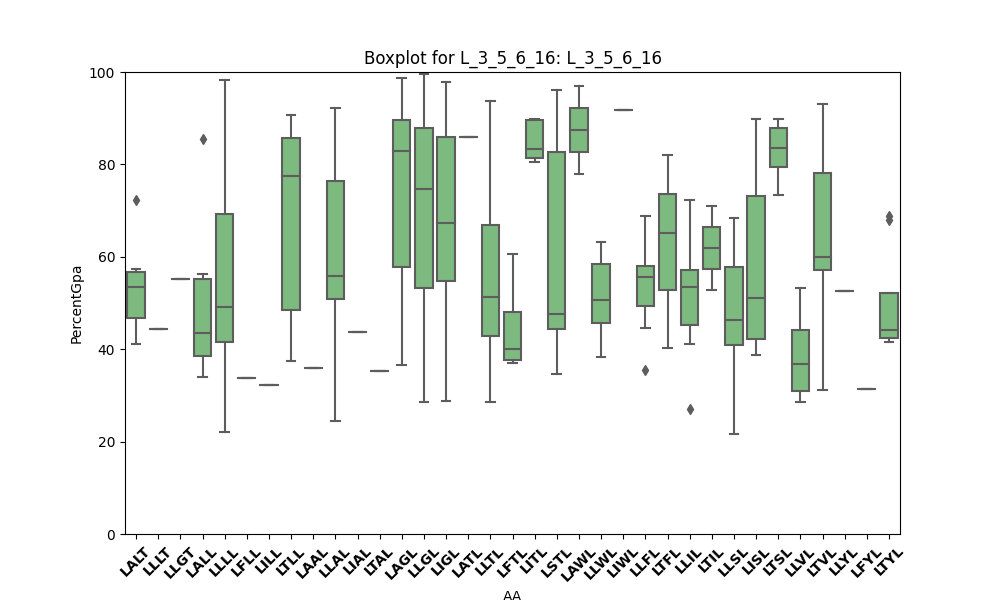 Boxplot for L_3_5_6_16: L_3_5_6_16
100
80
60
40
20
0
PercentGpa
LALT LLLT LLGT LALL LLLL LFLL LILL LTLL LAAL LLAL LIAL LTAL LAGL LLGL LIGL LATL LLTL LFTL LITL LSTL LAWL LLWL LIWL LLFL LTFL LLIL LTIL LLSL LISL LTSL LLVL LTVL LLYL LFYL LTYL
AA